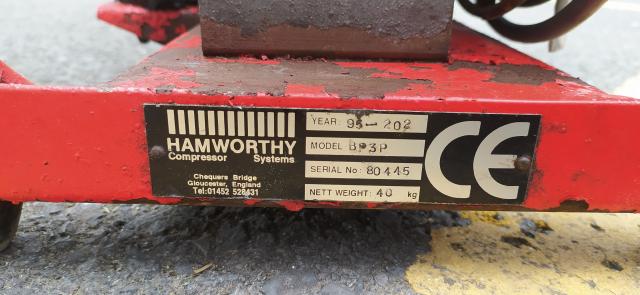 HAMWORTHY
Compressor Systems
Chequers Bridge
Gloucester, England
Tel:01452 528431
YEAR: 95-202
MODEL BP3P
SERIAL No: 80445
NETT WEIGHT: 40 kg
CE